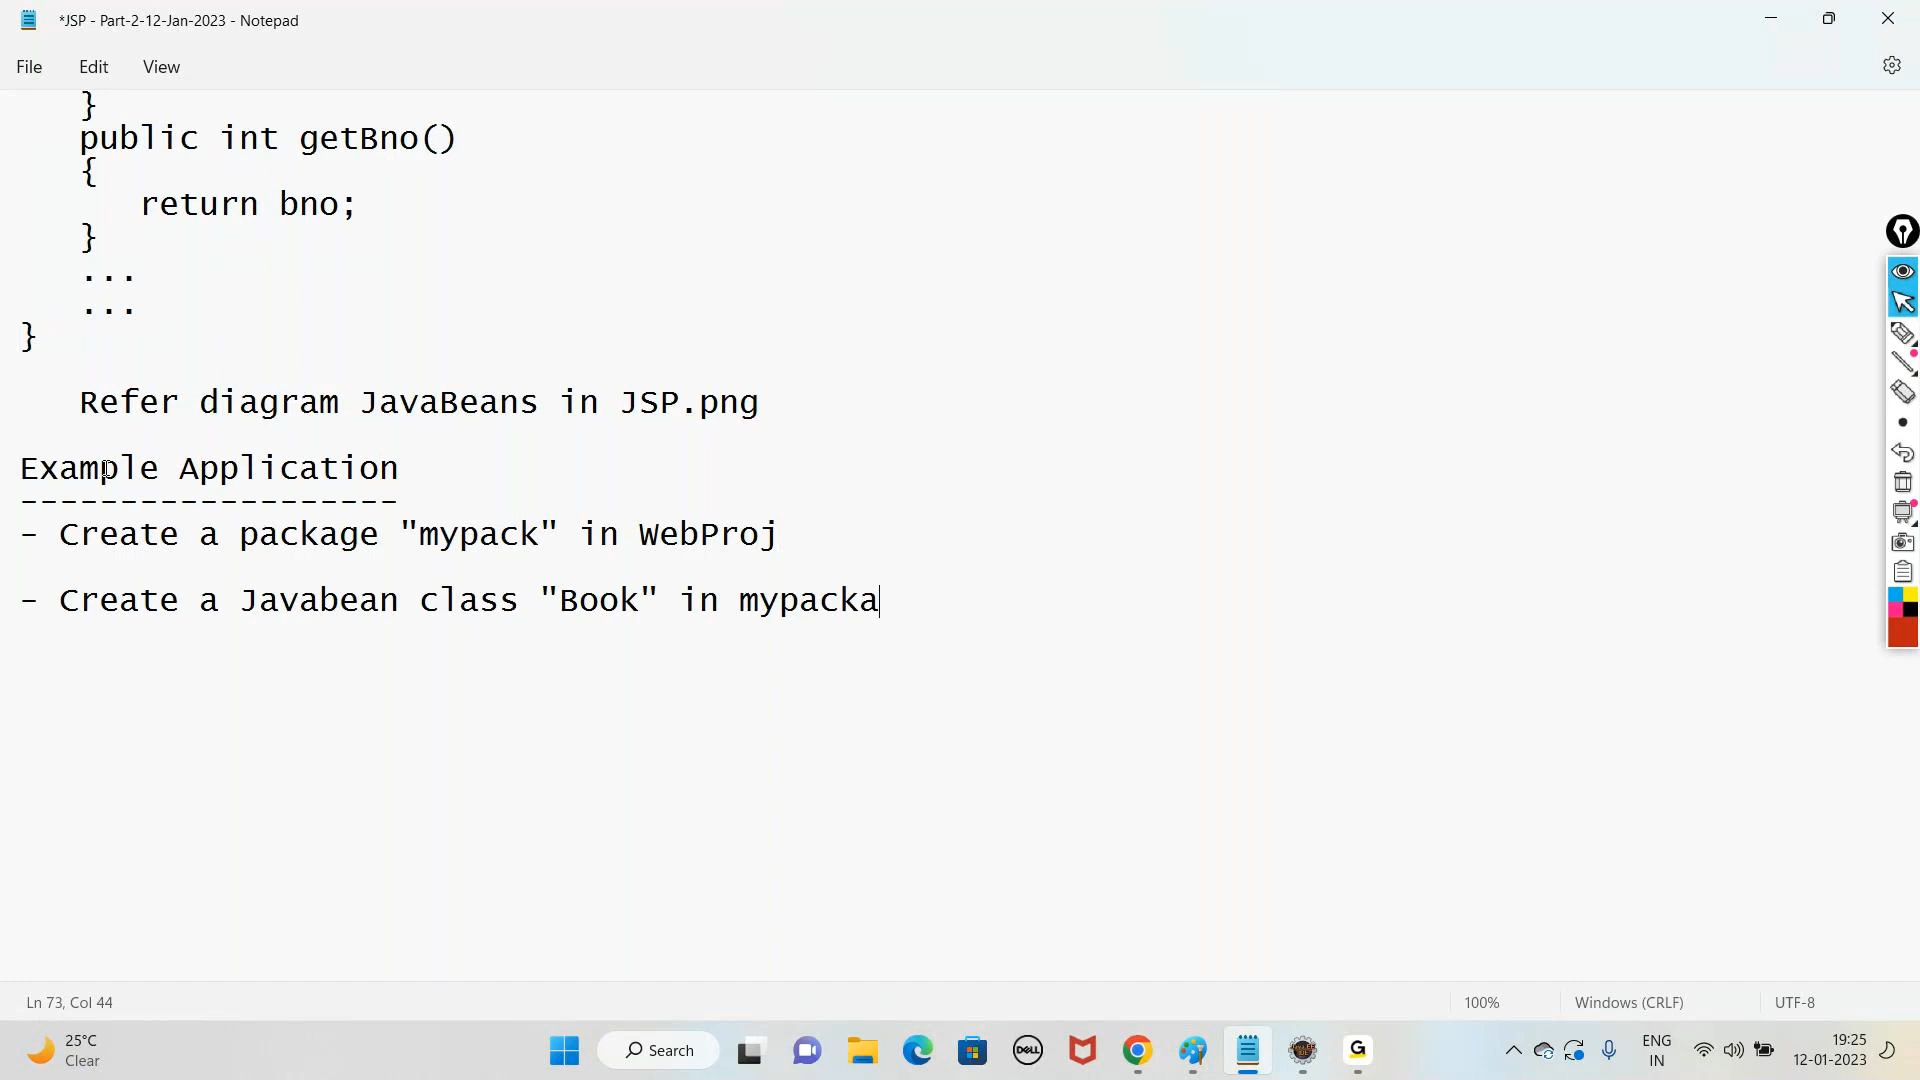 *JSP - Part-2-12-Jan-2023 - Notepad
File Edit View
}
public int getBno()
{
return bno;
}
...
...
}
Refer diagram JavaBeans in JSP.png
Example Application
-------------------
- Create a package "mypack" in WebProj
- Create a Javabean class "Book" in mypacka
Ln 73, Col 44
100%
Windows (CRLF)
UTF-8
25°C
Clear
Search
DELL
G
ENG
IN
19:25
12-01-2023